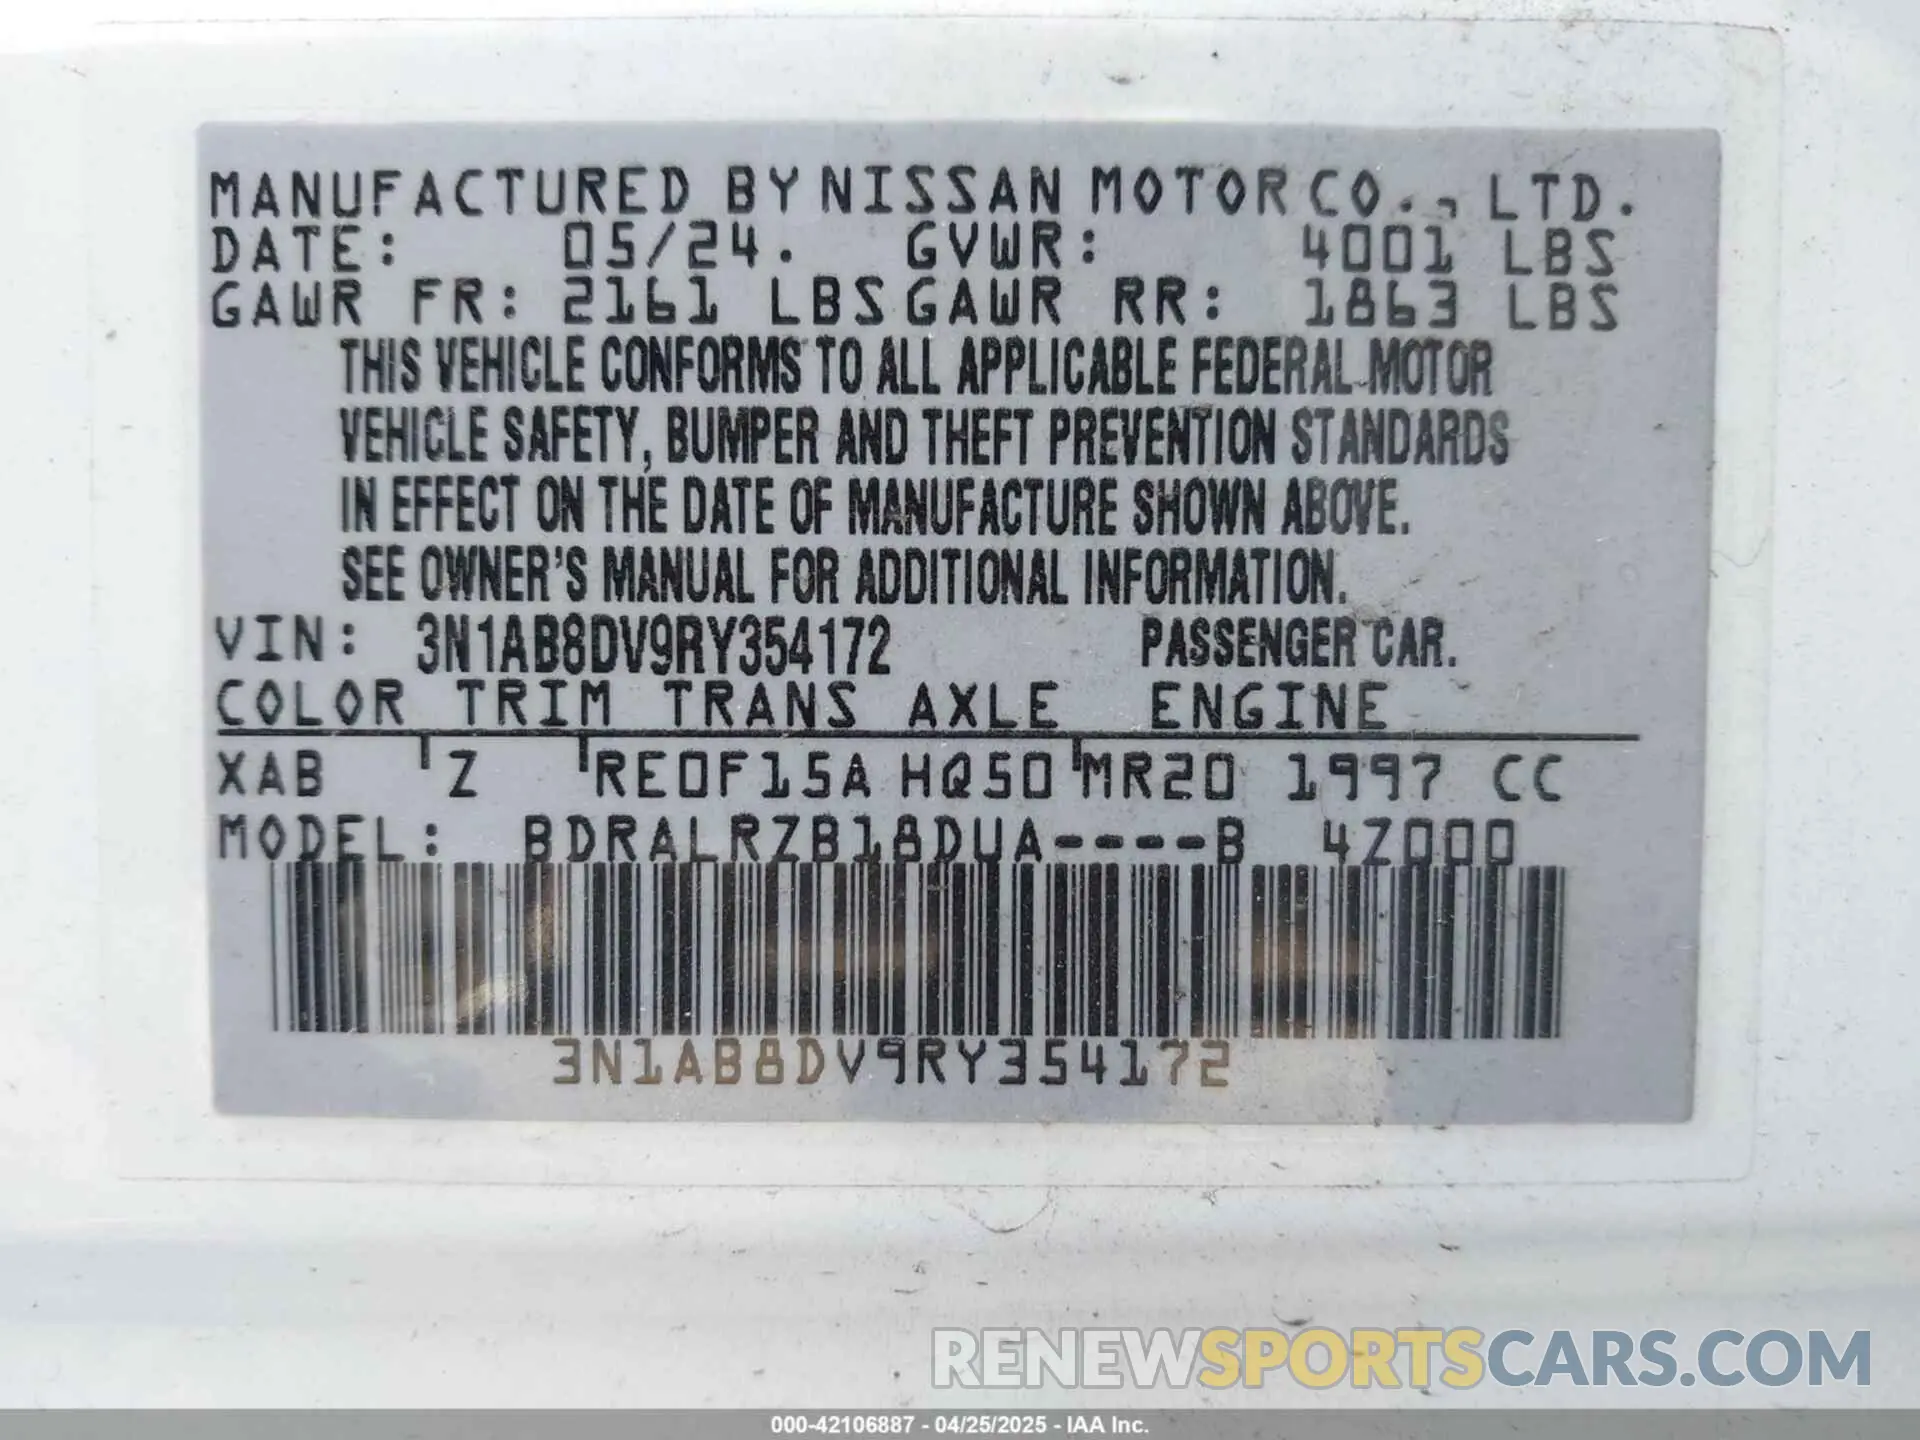 MANUFACTURED BY NISSAN MOTOR CO., LTD.
DATE: 05/24. GVWR: 4001 LBS
GAWR FR: 2161 LBS GAWR RR: 1863 LBS
THIS VEHICLE CONFORMS TO ALL APPLICABLE FEDERAL MOTOR
VEHICLE SAFETY, BUMPER AND THEFT PREVENTION STANDARDS
IN EFFECT ON THE DATE OF MANUFACTURE SHOWN ABOVE.
SEE OWNER'S MANUAL FOR ADDITIONAL INFORMATION.
VIN: 3N1AB8DV9RY354172 PASSENGER CAR.
COLOR TRIM TRANS AXLE ENGINE
XAB Z RE0F15A HQ50 MR20 1997 CC
MODEL: BDRALRZB18DUA----B 4Z000
3N1AB8DV9RY354172
RENEWSPORTSCARS.COM
000-42106887 - 04/25/2025 - IAA Inc.